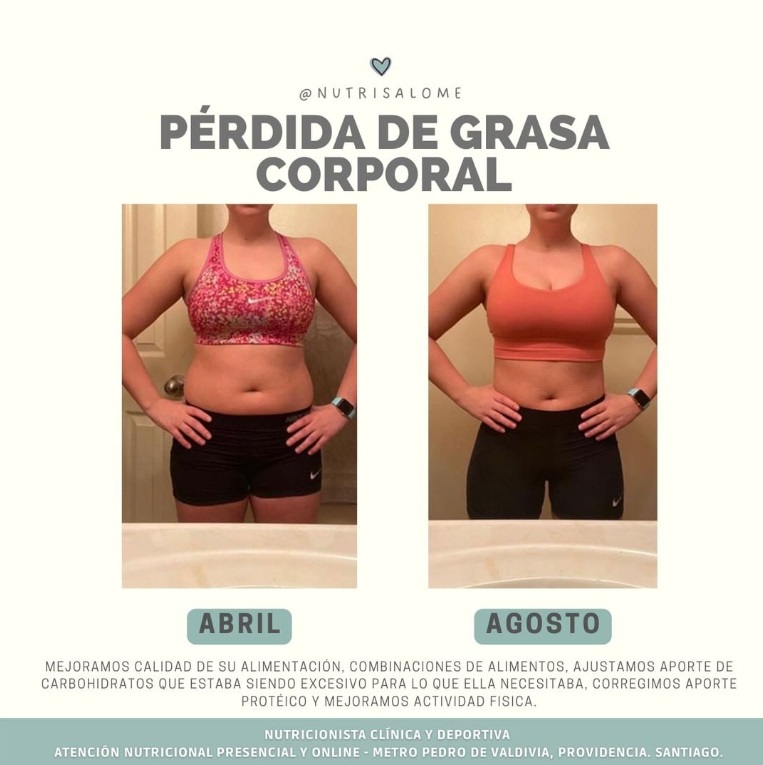 @NUTRISALOME
PÉRDIDA DE GRASA
CORPORAL
ABRIL
AGOSTO
MEJORAMOS CALIDAD DE SU ALIMENTACIÓN, COMBINACIONES DE ALIMENTOS, AJUSTAMOS APORTE DE
CARBOHIDRATOS QUE ESTABA SIENDO EXCESIVO PARA LO QUE ELLA NECESITABA, CORREGIMOS APORTE
PROTÉICO Y MEJORAMOS ACTIVIDAD FISICA.
NUTRICIONISTA CLÍNICA Y DEPORTIVA
ATENCIÓN NUTRICIONAL PRESENCIAL Y ONLINE - METRO PEDRO DE VALDIVIA, PROVIDENCIA. SANTIAGO.